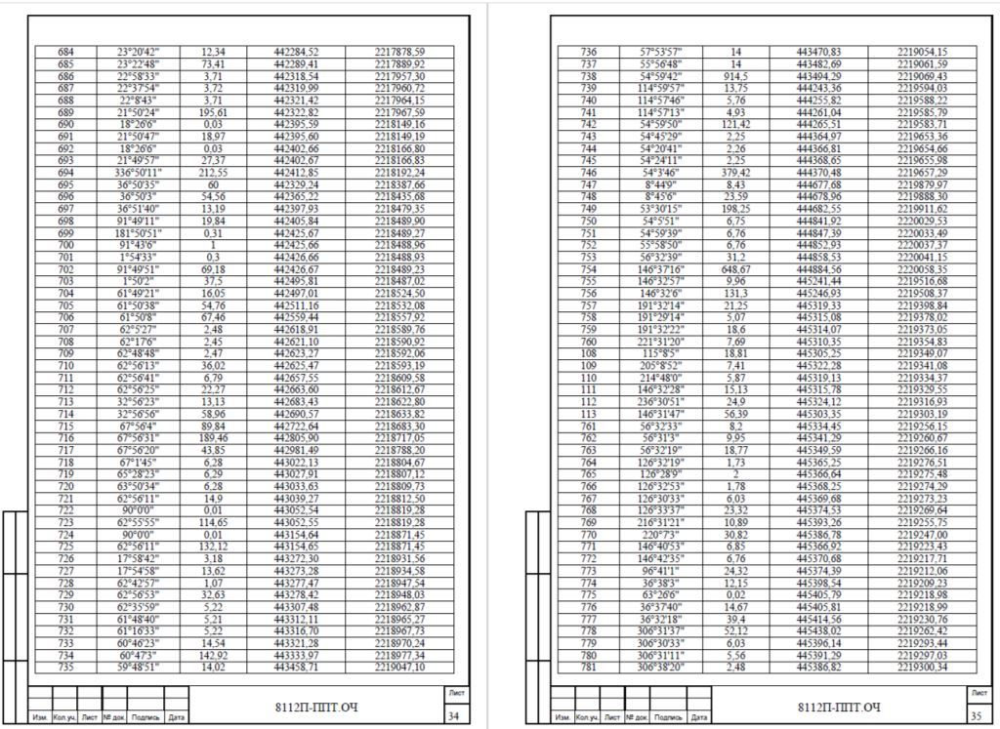 684 23°20'42" 12,34 442284,52 2217878,59
685 23°22'48" 73,41 442289,41 2217889,92
686 22°58'33" 3,71 442318,54 2217957,30
687 22°37'54" 3,72 442319,99 2217960,72
688 22°8'43" 3,71 442321,42 2217964,15
689 21°50'24" 195,61 442322,82 2217967,59
690 18°26'6" 0,03 442395,59 2218149,16
691 21°50'47" 18,97 442395,60 2218149,19
692 18°26'6" 0,03 442402,66 2218166,80
693 21°49'57" 27,37 442402,67 2218166,83
694 336°50'11" 212,55 442412,85 2218192,24
695 36°50'35" 60 442329,24 2218387,66
696 36°50'3" 54,56 442365,22 2218435,68
697 36°51'40" 13,19 442397,93 2218479,35
698 91°49'11" 19,84 442405,84 2218489,90
699 181°50'51" 0,31 442425,67 2218489,27
700 91°43'6" 1 442425,66 2218488,96
701 1°54'33" 0,3 442426,66 2218488,93
702 91°49'51" 69,18 442426,67 2218489,23
703 1°50'2" 37,5 442495,81 2218487,02
704 61°49'21" 16,05 442497,01 2218524,50
705 61°50'38" 54,76 442511,16 2218532,08
706 61°50'8" 67,46 442559,44 2218557,92
707 62°5'27" 2,48 442618,91 2218589,76
708 62°17'6" 2,45 442621,10 2218590,92
709 62°48'48" 2,47 442623,27 2218592,06
710 62°56'13" 36,02 442625,47 2218593,19
711 62°56'41" 6,79 442657,55 2218609,58
712 62°56'25" 22,27 442663,60 2218612,67
713 32°56'23" 13,13 442683,43 2218622,80
714 32°56'56" 58,96 442690,57 2218633,82
715 67°56'4" 89,84 442722,64 2218683,30
716 67°56'31" 189,46 442805,90 2218717,05
717 67°56'20" 43,85 442981,49 2218788,20
718 67°1'45" 6,28 443022,13 2218804,67
719 65°28'23" 6,29 443027,91 2218807,12
720 63°50'34" 6,28 443033,63 2218809,73
721 62°56'11" 14,9 443039,27 2218812,50
722 90°0'0" 0,01 443052,54 2218819,28
723 62°55'55" 114,65 443052,55 2218819,28
724 90°0'0" 0,01 443154,64 2218871,45
725 62°56'11" 132,12 443154,65 2218871,45
726 17°58'42" 3,18 443272,30 2218931,56
727 17°54'58" 13,62 443273,28 2218934,58
728 62°42'57" 1,07 443277,47 2218947,54
729 62°56'53" 32,63 443278,42 2218948,03
730 62°35'59" 5,22 443307,48 2218962,87
731 61°48'40" 5,21 443312,11 2218965,27
732 61°16'33" 5,22 443316,70 2218967,73
733 60°46'23" 14,54 443321,28 2218970,24
734 60°47'3" 142,92 443333,97 2218977,34
735 59°48'51" 14,02 443458,71 2219047,10
8112П-ППТ.ОЧ
Лист
34
Изм. Кол.уч. Лист № док. Подпись Дата
736 57°53'57" 14 443470,83 2219054,15
737 55°56'48" 14 443482,69 2219061,59
738 54°59'42" 914,5 443494,29 2219069,43
739 114°59'57" 13,75 444243,36 2219594,03
740 114°57'46" 5,76 444255,82 2219588,22
741 114°57'13" 4,93 444261,04 2219585,79
742 54°59'50" 121,42 444265,51 2219583,71
743 54°45'29" 2,25 444364,97 2219653,36
744 54°20'41" 2,26 444366,81 2219654,66
745 54°24'11" 2,25 444368,65 2219655,98
746 54°3'46" 379,42 444370,48 2219657,29
747 8°44'9" 8,43 444677,68 2219879,97
748 8°45'6" 23,59 444678,96 2219888,30
749 53°30'15" 198,25 444682,55 2219911,62
750 54°5'51" 6,75 444841,92 2220029,53
751 54°59'39" 6,76 444847,39 2220033,49
752 55°58'50" 6,76 444852,93 2220037,37
753 56°32'39" 31,2 444858,53 2220041,15
754 146°37'16" 648,67 444884,56 2220058,35
755 146°32'57" 9,96 445241,44 2219516,68
756 146°32'6" 131,3 445246,93 2219508,37
757 191°32'14" 21,25 445319,33 2219398,84
758 191°29'14" 5,07 445315,08 2219378,02
759 191°32'22" 18,6 445314,07 2219373,05
760 221°31'20" 7,69 445310,35 2219354,83
108 115°8'5" 18,81 445305,25 2219349,07
109 205°8'52" 7,41 445322,28 2219341,08
110 214°48'0" 5,87 445319,13 2219334,37
111 146°32'28" 15,13 445315,78 2219329,55
112 236°30'51" 24,9 445324,12 2219316,93
113 146°31'47" 56,39 445303,35 2219303,19
761 56°32'33" 8,2 445334,45 2219256,15
762 56°31'3" 9,95 445341,29 2219260,67
763 56°32'19" 18,77 445349,59 2219266,16
764 126°32'19" 1,73 445365,25 2219276,51
765 126°28'9" 2 445366,64 2219275,48
766 126°32'53" 1,78 445368,25 2219274,29
767 126°30'33" 6,03 445369,68 2219273,23
768 126°33'37" 23,32 445374,53 2219269,64
769 216°31'21" 10,89 445393,26 2219255,75
770 220°7'3" 30,82 445386,78 2219247,00
771 146°40'53" 6,85 445366,92 2219223,43
772 146°42'35" 6,76 445370,68 2219217,71
773 96°41'1" 24,32 445374,39 2219212,06
774 36°38'3" 12,15 445398,54 2219209,23
775 63°26'6" 0,02 445405,79 2219218,98
776 36°37'40" 14,67 445405,81 2219218,99
777 36°32'18" 39,4 445414,56 2219230,76
778 306°31'37" 52,12 445438,02 2219262,42
779 306°30'33" 6,03 445396,14 2219293,44
780 306°31'11" 5,56 445391,29 2219297,03
781 306°38'20" 2,48 445386,82 2219300,34
8112П-ППТ.ОЧ
Лист
35
Изм. Кол.уч. Лист № док. Подпись Дата